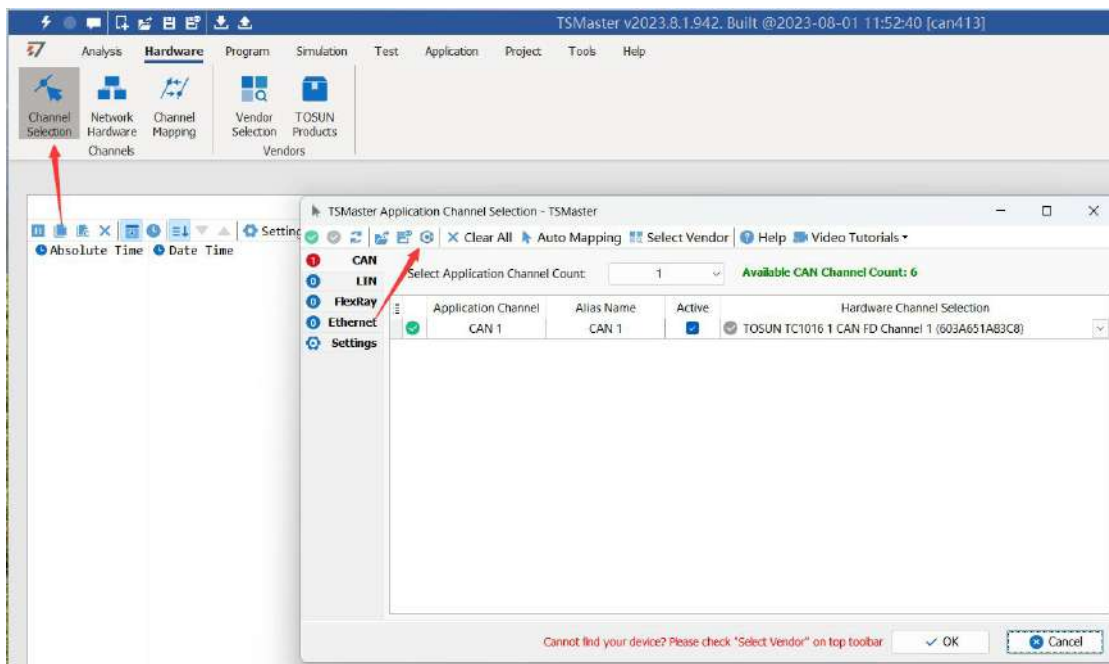 TSMaster v2023.8.1.942. Built @2023-08-01 11:52:40 [can413]
Analysis Hardware Program Simulation Test Application Project Tools Help
Channel Selection
Network Hardware
Channel Mapping
Vendor Selection
TOSUN Products
Channels
Vendors
Setting
Absolute Time Date Time
TSMaster Application Channel Selection - TSMaster
Clear All Auto Mapping Select Vendor Help Video Tutorials
1 CAN
0 LIN
0 FlexRay
0 Ethernet
Settings
Select Application Channel Count: 1 Available CAN Channel Count: 6
Application Channel Alias Name Active Hardware Channel Selection
CAN 1 CAN 1 TOSUN TC1016 1 CAN FD Channel 1 (603A651A83C8)
Cannot find your device? Please check "Select Vendor" on top toolbar OK Cancel